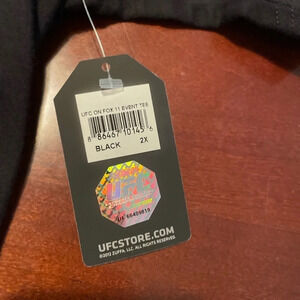 UFC ON FOX 11 EVENT TEE
8 86467 10145 6
BLACK 2X
UFC
UFCSTORE.COM
©2012 ZUFFA, LLC. ALL RIGHTS RESERVED.